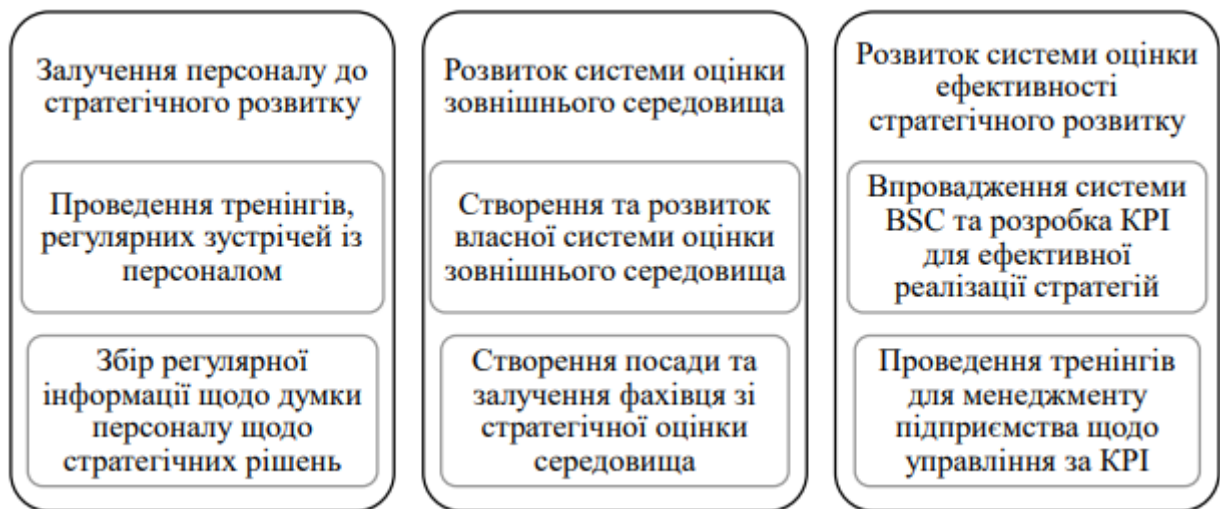 Залучення персоналу до
стратегічного розвитку
Проведення тренінгів,
регулярних зустрічей із
персоналом
Збір регулярної
інформації щодо думки
персоналу щодо
стратегічних рішень
Розвиток системи оцінки
зовнішнього середовища
Створення та розвиток
власної системи оцінки
зовнішнього середовища
Створення посади та
залучення фахівця зі
стратегічної оцінки
середовища
Розвиток системи оцінки
ефективності
стратегічного розвитку
Впровадження системи
BSC та розробка КРІ
для ефективної
реалізації стратегій
Проведення тренінгів
для менеджменту
підприємства щодо
управління за КРІ